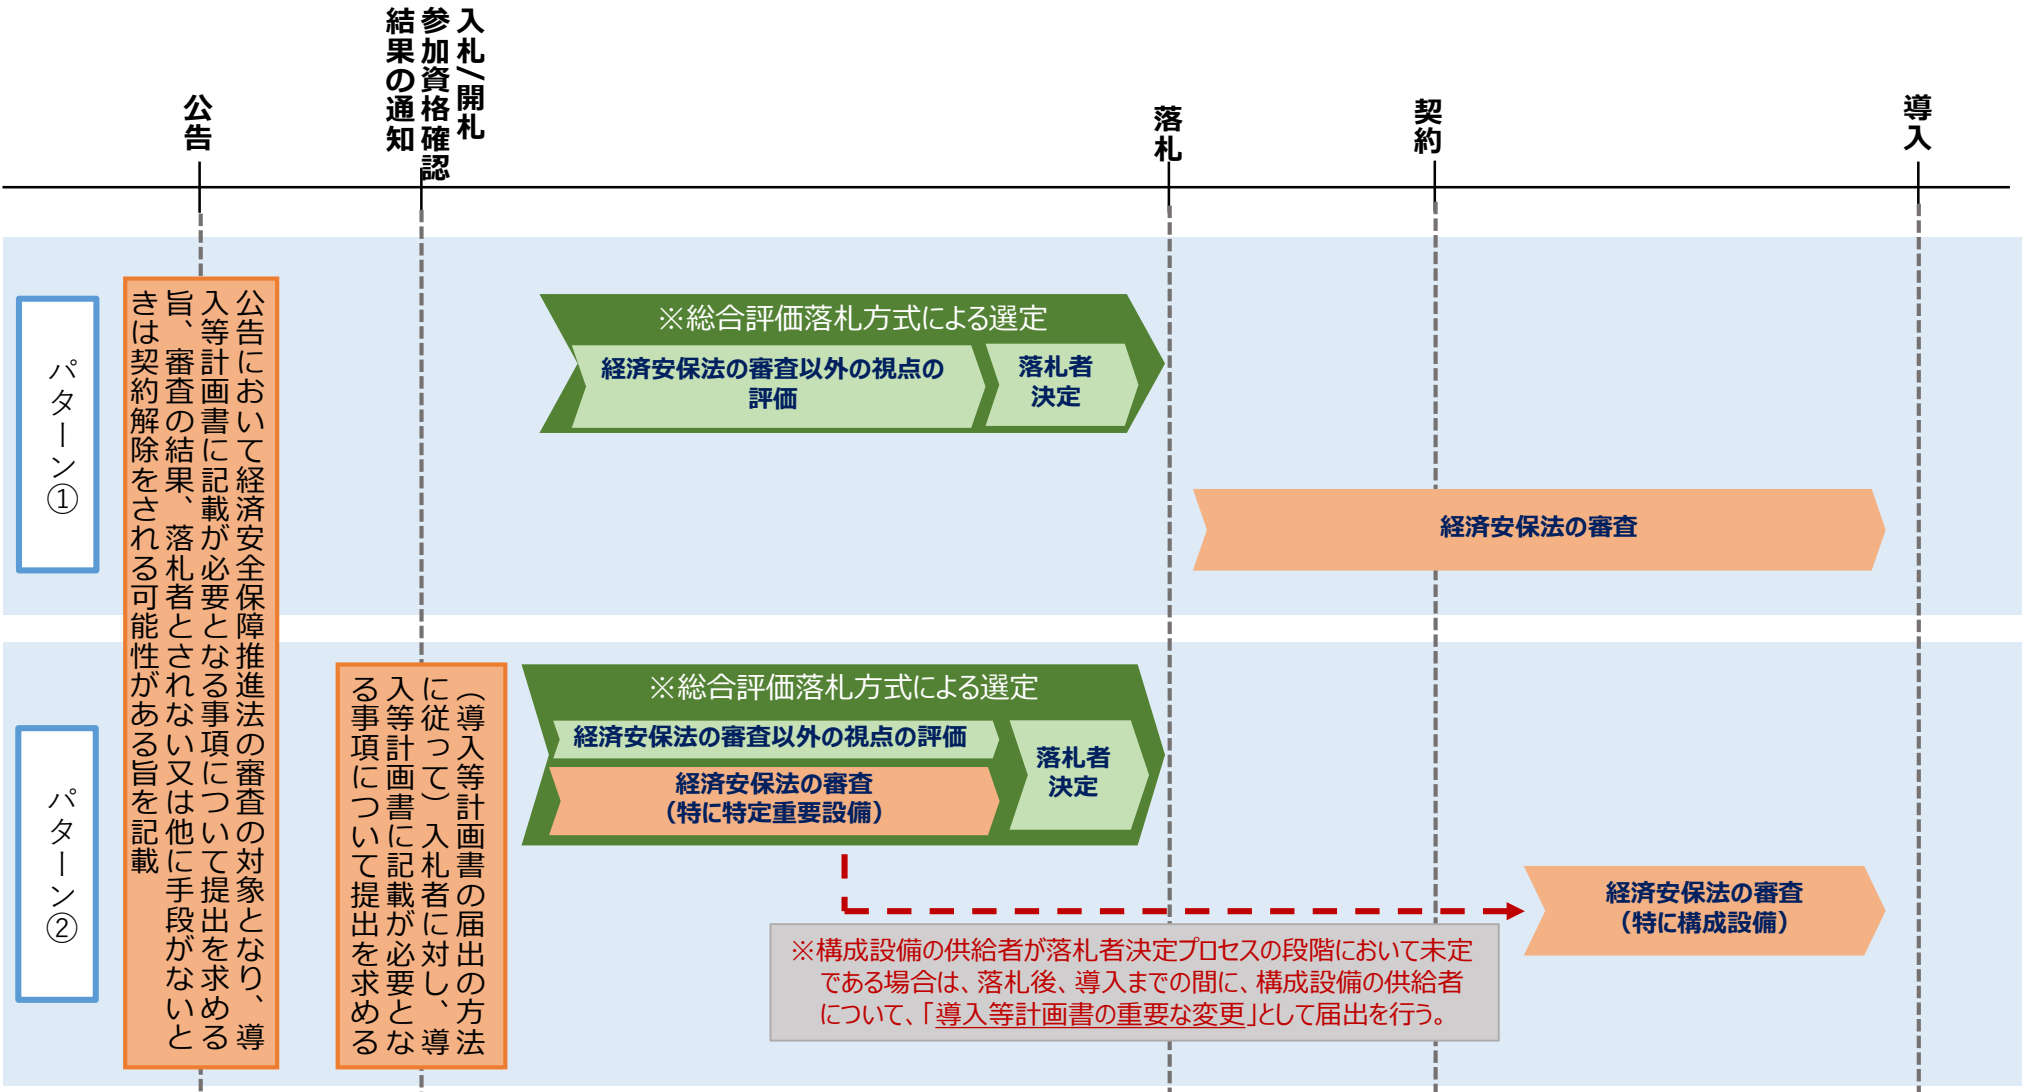 公告
入札/開札
参加資格確認
結果の通知
落札
契約
導入
パターン①
公告において経済安全保障推進法の審査の対象となり、導
入等計画書に記載が必要となる事項について提出を求める
旨、審査の結果、落札者とされない又は他に手段がないと
きは契約解除をされる可能性がある旨を記載
※総合評価落札方式による選定
経済安保法の審査以外の視点の
評価
落札者
決定
経済安保法の審査
パターン②
（導入等計画書の届出の方法
に従って）入札者に対し、導
入等計画書に記載が必要とな
る事項について提出を求める
※総合評価落札方式による選定
経済安保法の審査以外の視点の評価
経済安保法の審査
（特に特定重要設備）
落札者
決定
経済安保法の審査
（特に構成設備）
※構成設備の供給者が落札者決定プロセスの段階において未定
である場合は、落札後、導入までの間に、構成設備の供給者
について、「導入等計画書の重要な変更」として届出を行う。